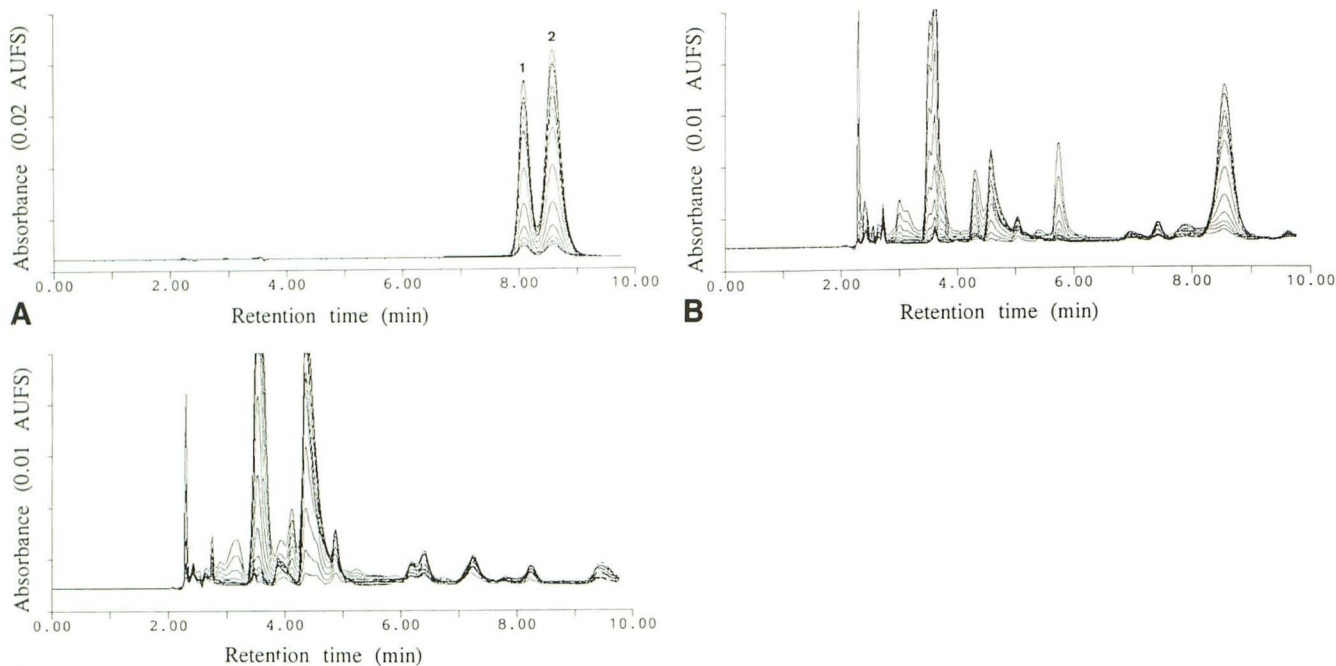 Absorbance (0.02 AUFS)
1
2
0.00 2.00 4.00 6.00 8.00 10.00
Retention time (min)
A
Absorbance (0.01 AUFS)
0.00 2.00 4.00 6.00 8.00 10.00
Retention time (min)
B
Absorbance (0.01 AUFS)
0.00 2.00 4.00 6.00 8.00 10.00
Retention time (min)